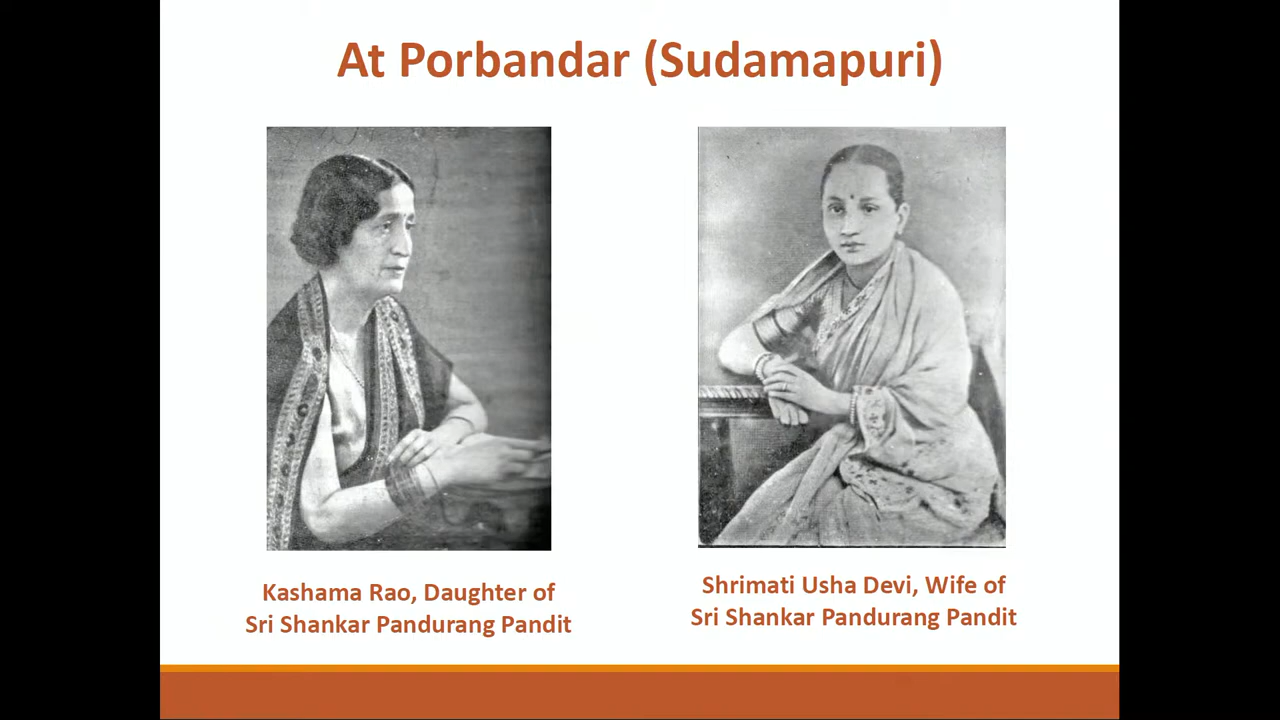 At Porbandar (Sudamapuri)
Kashama Rao, Daughter of
Sri Shankar Pandurang Pandit
Shrimati Usha Devi, Wife of
Sri Shankar Pandurang Pandit